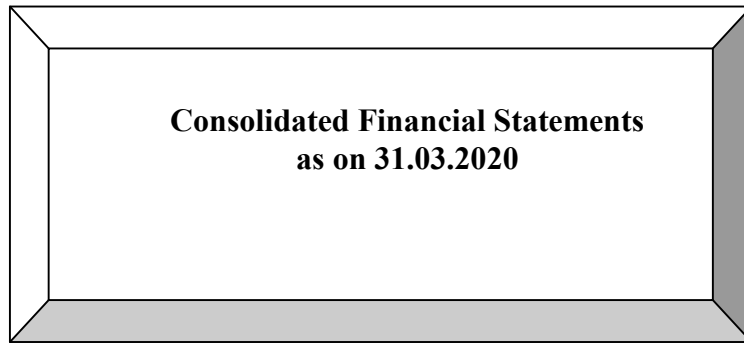 Consolidated Financial Statements
as on 31.03.2020